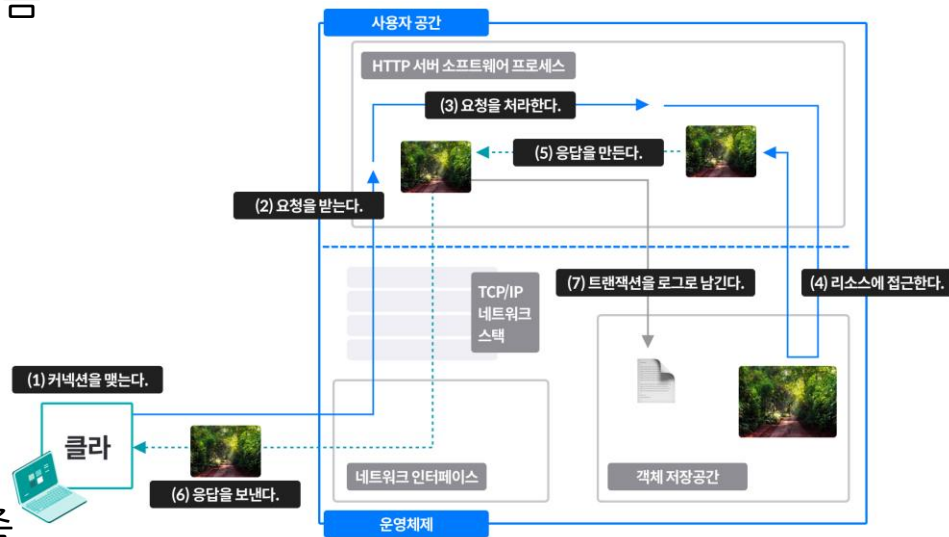 사용자 공간
HTTP 서버 소프트웨어 프로세스
(3) 요청을 처라한다.
(5) 응답을 만든다.
(2) 요청을 받는다.
(7) 트랜잭션을 로그로 남긴다.
(4) 리소스에 접근한다.
TCP/IP
네트워크
스택
(1) 커넥션을 맺는다.
클라
네트워크 인터페이스
객체 저장공간
(6) 응답을 보낸다.
운영체제